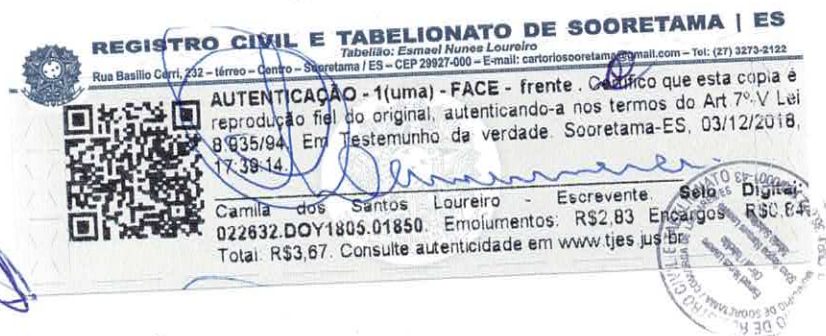 REGISTRO CIVIL E TABELIONATO DE SOORETAMA | ES
Tabelião: Esmael Nunes Loureiro
Rua Basilio Cerri, 232 – térreo – Centro – Sooretama / ES – CEP 29927-000 – E-mail: cartoriosooretama@gmail.com – Tel: (27) 3273-2122
AUTENTICAÇÃO - 1(uma) - FACE - frente . Certifico que esta copia é
reprodução fiel do original, autenticando-a nos termos do Art.7º.V Lei
8.935/94. Em Testemunho da verdade. Sooretama-ES, 03/12/2018,
17:39:14.
Camila dos Santos Loureiro - Escrevente. Selo Digital:
022632.DOY1805.01850. Emolumentos: R$2,83 Encargos R$0,84
Total: R$3,67. Consulte autenticidade em www.tjes.jus.br